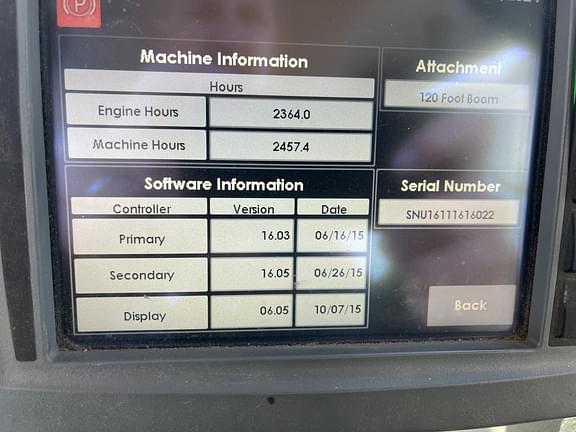 P
Machine Information
Hours
Engine Hours 2364.0
Machine Hours 2457.4
Attachment
120 Foot Boom
Software Information
Controller Version Date
Primary 16.03 06/16/15
Secondary 16.05 06/26/15
Display 06.05 10/07/15
Serial Number
SNU16111616022
Back